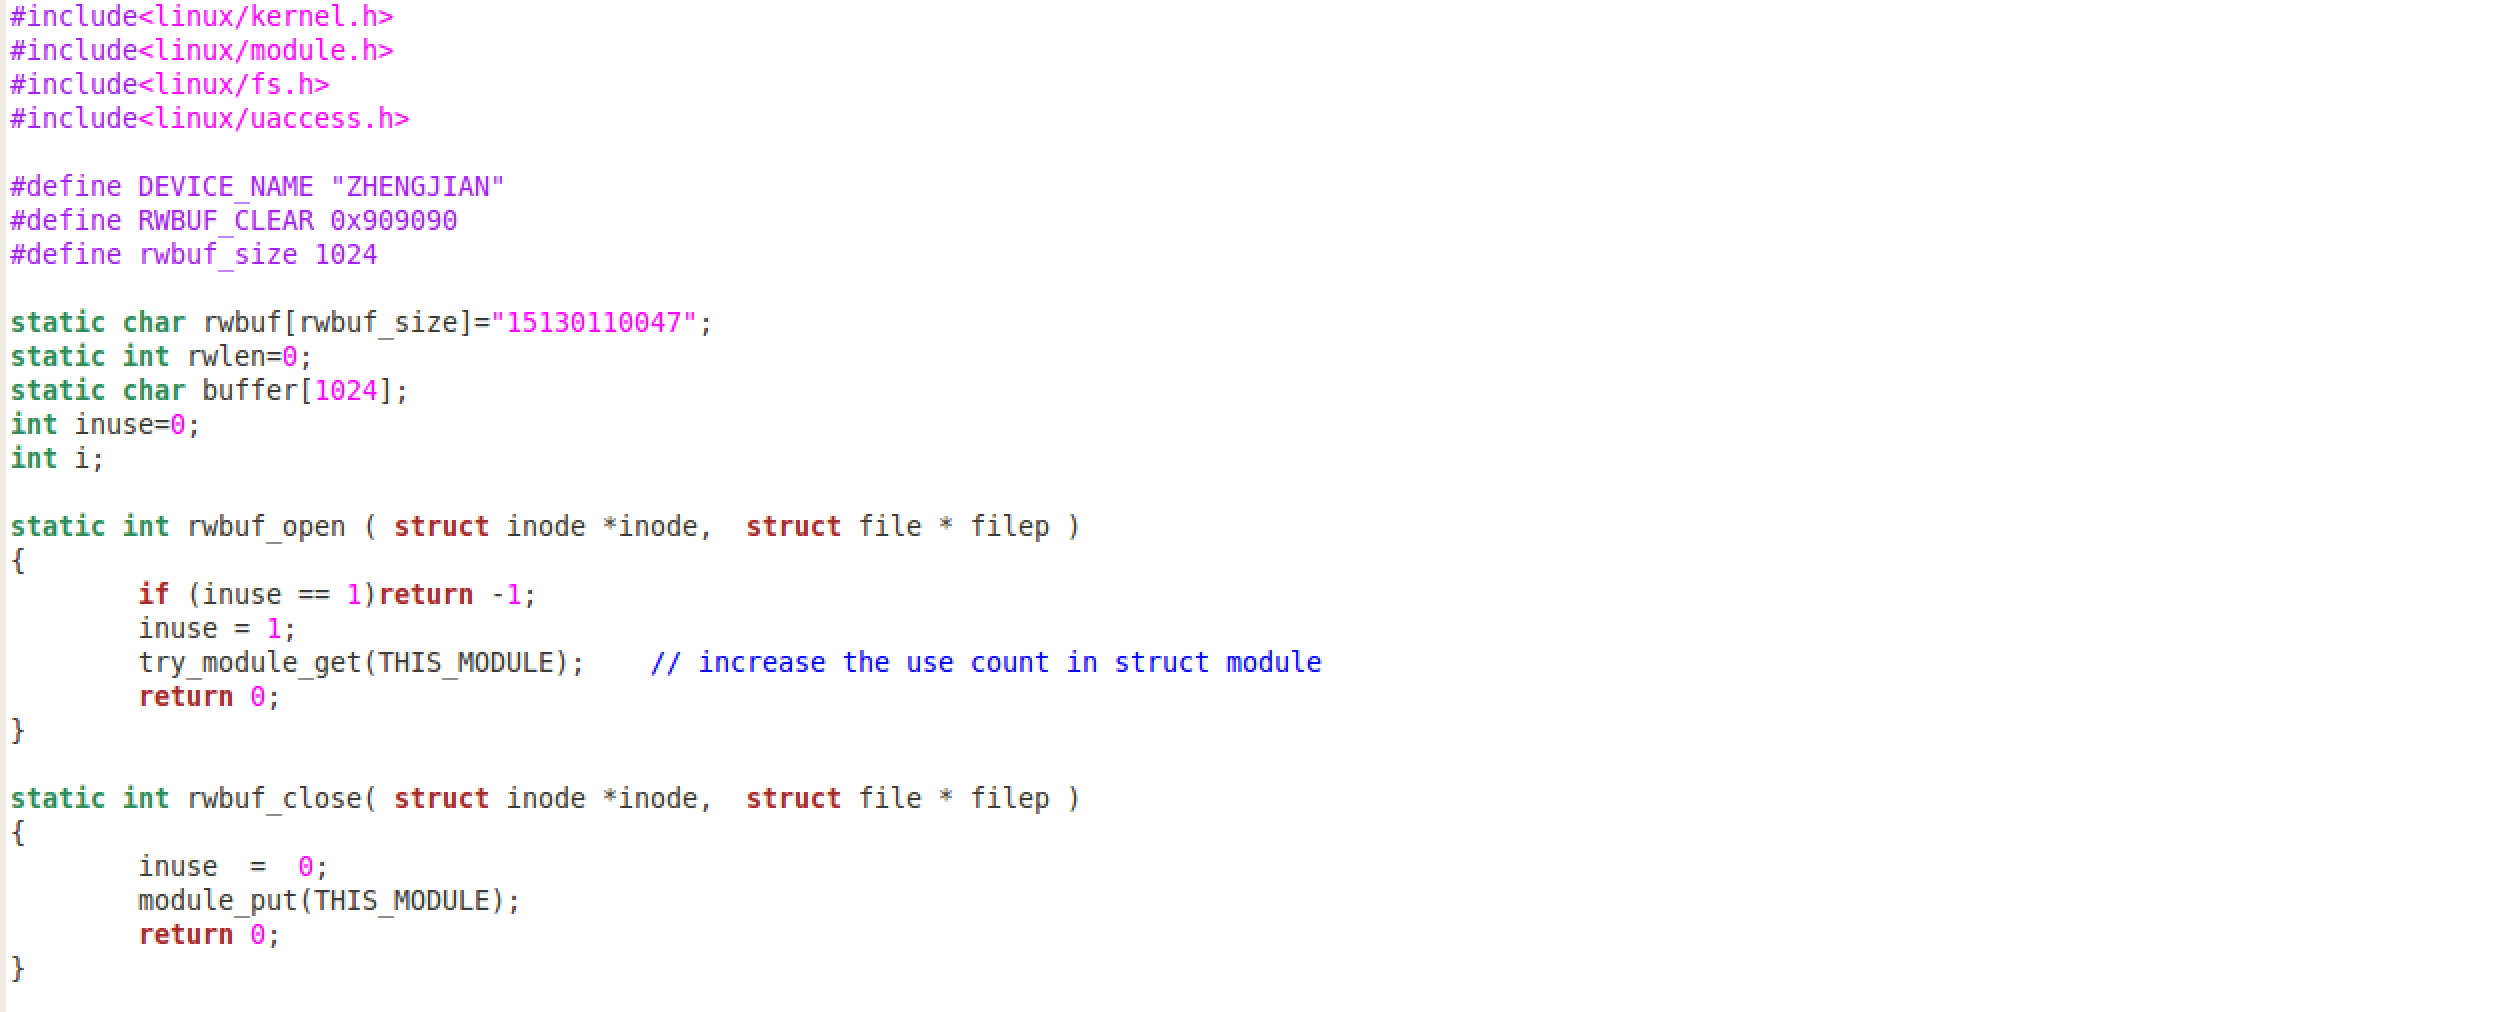 #include<linux/kernel.h>
#include<linux/module.h>
#include<linux/fs.h>
#include<linux/uaccess.h>

#define DEVICE_NAME "ZHENGJIAN"
#define RWBUF_CLEAR 0x909090
#define rwbuf_size 1024

static char rwbuf[rwbuf_size]="15130110047";
static int rwlen=0;
static char buffer[1024];
int inuse=0;
int i;

static int rwbuf_open ( struct inode *inode,  struct file * filep )
{
        if (inuse == 1)return -1;
        inuse = 1;
        try_module_get(THIS_MODULE);    // increase the use count in struct module
        return 0;
}

static int rwbuf_close( struct inode *inode,  struct file * filep )
{
        inuse  =  0;
        module_put(THIS_MODULE);
        return 0;
}